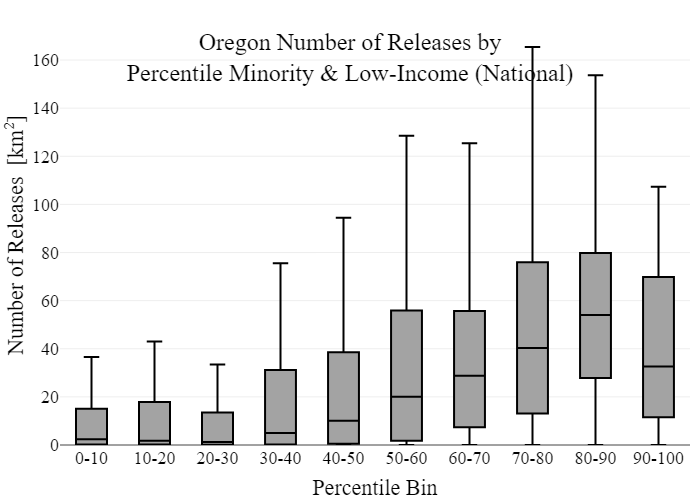 Oregon Number of Releases by
Percentile Minority & Low-Income (National)
Number of Releases [km²]
160
140
120
100
80
60
40
20
0
0-10 10-20 20-30 30-40 40-50 50-60 60-70 70-80 80-90 90-100
Percentile Bin